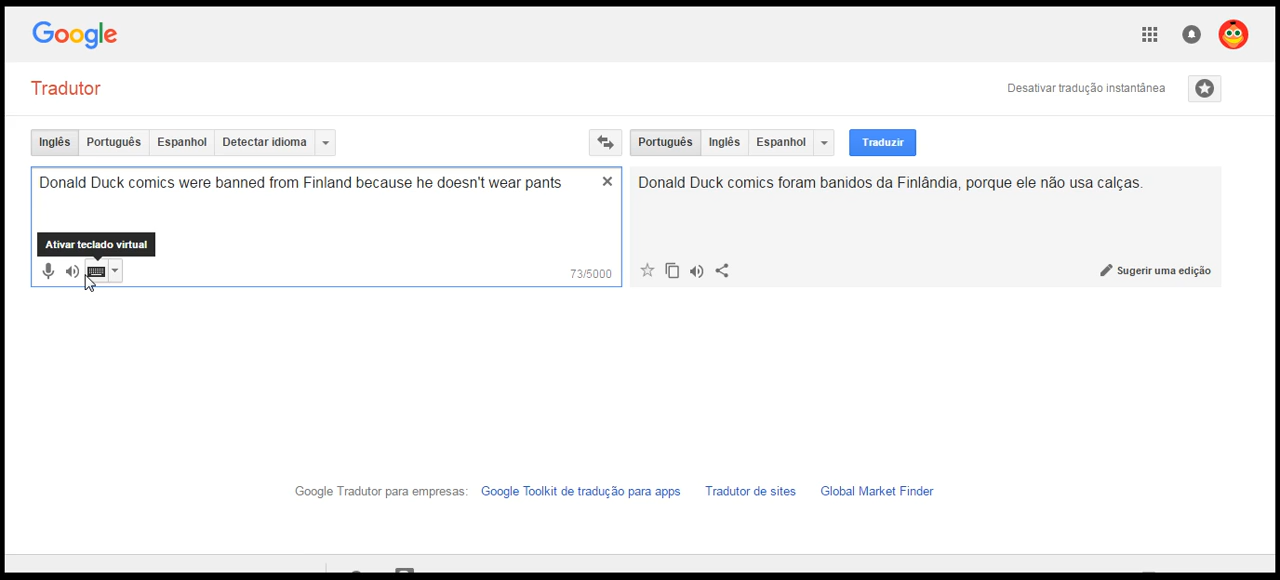 Google
Tradutor
Desativar tradução instantânea
Inglês Português Espanhol Detectar idioma
Português Inglês Espanhol Traduzir
Donald Duck comics were banned from Finland because he doesn't wear pants
Donald Duck comics foram banidos da Finlândia, porque ele não usa calças.
Ativar teclado virtual
73/5000
Sugerir uma edição
Google Tradutor para empresas: Google Toolkit de tradução para apps Tradutor de sites Global Market Finder